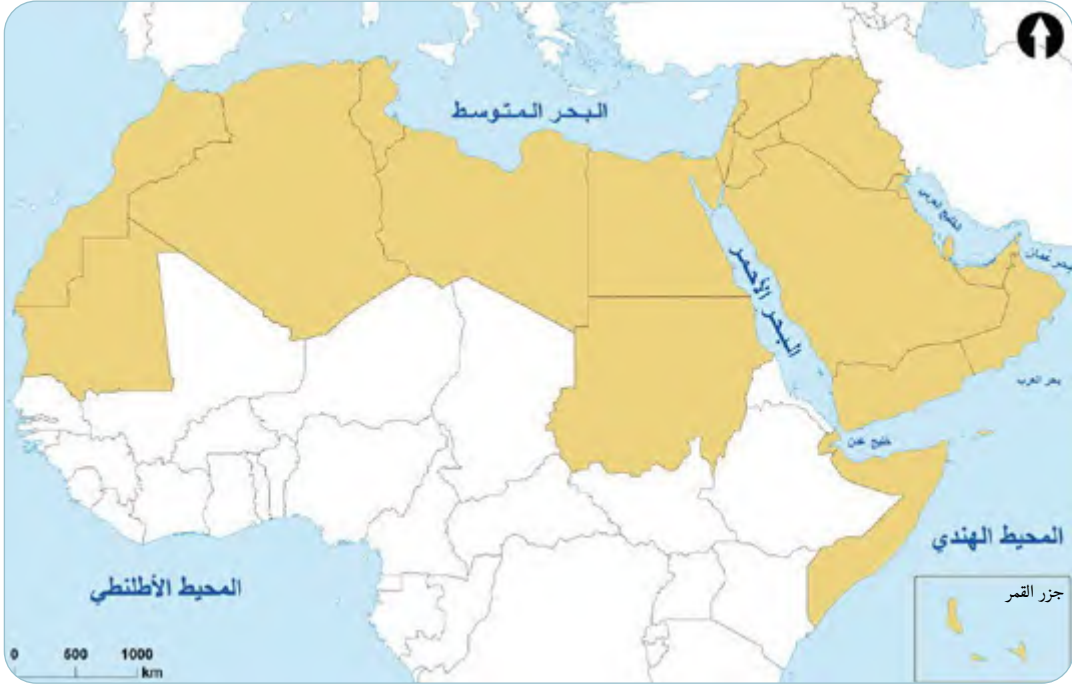 البحر المتوسط
الخليج العربي
بحر عُمان
البحر الأحمر
بحر العرب
خليج عدن
المحيط الهندي
المحيط الأطلنطي
جزر القمر
0 500 1000
km